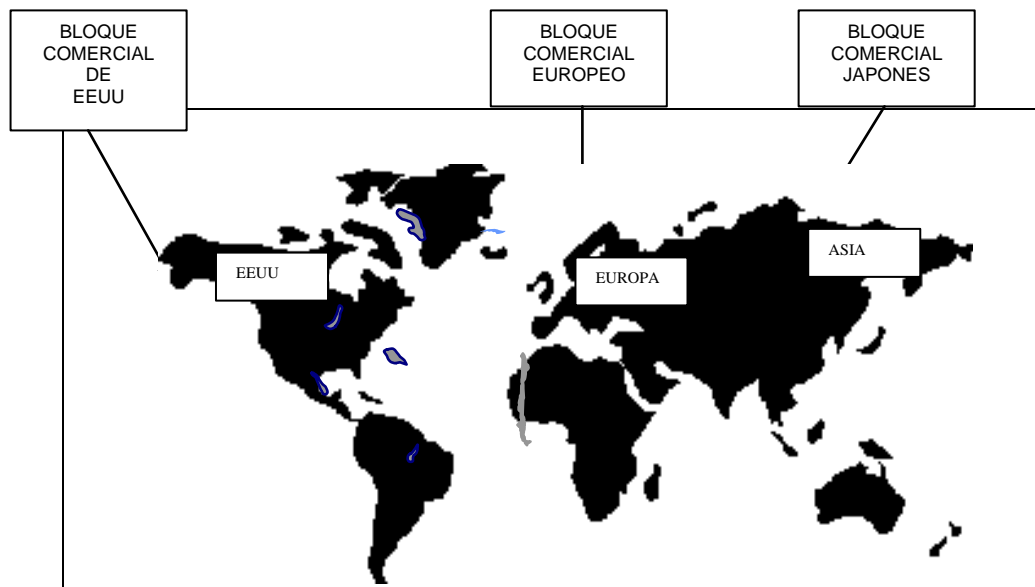 BLOQUE
COMERCIAL
DE
EEUU
BLOQUE
COMERCIAL
EUROPEO
BLOQUE
COMERCIAL
JAPONES
EEUU
EUROPA
ASIA